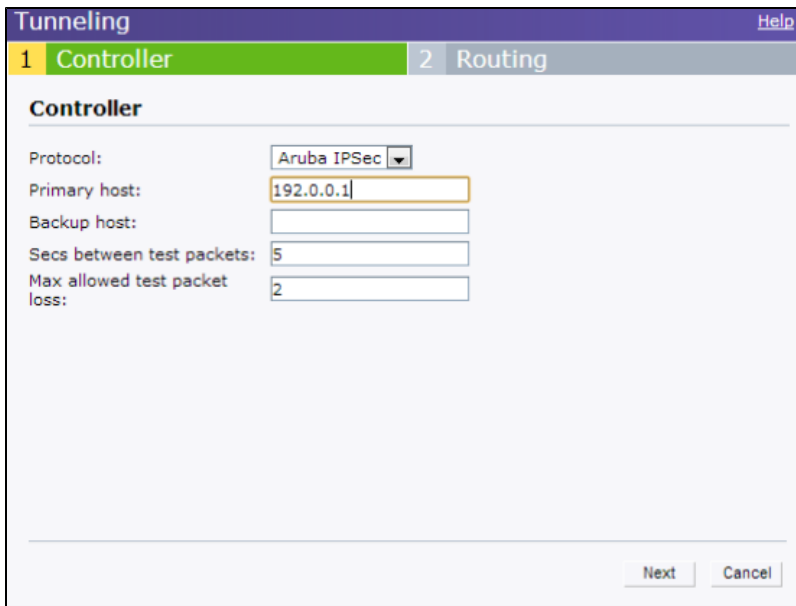 Tunneling Help
1 Controller 2 Routing
Controller
Protocol: Aruba IPSec
Primary host: 192.0.0.1
Backup host:
Secs between test packets: 5
Max allowed test packet
loss: 2
Next Cancel